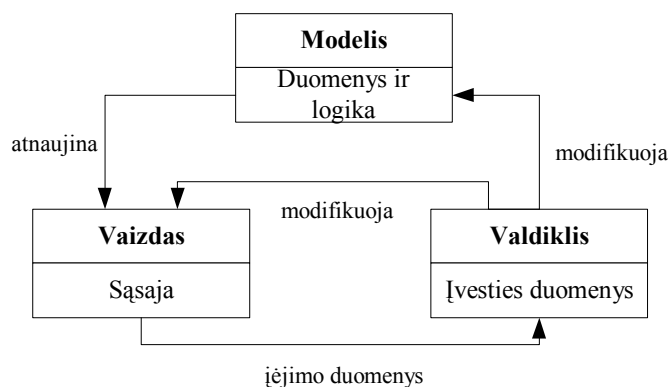 Modelis
Duomenys ir
logika
atnaujina
modifikuoja
modifikuoja
Vaizdas
Sąsaja
Valdiklis
Įvesties duomenys
įėjimo duomenys